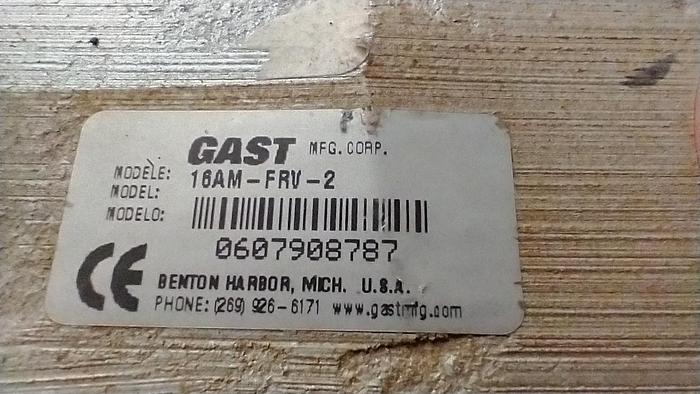 GAST MFG. CORP.
MODÈLE:
MODEL: 16AM-FRV-2
MODELO:
0607908787
CE
BENTON HARBOR, MICH. U.S.A.
PHONE: (269) 926-6171 www.gastmfg.com